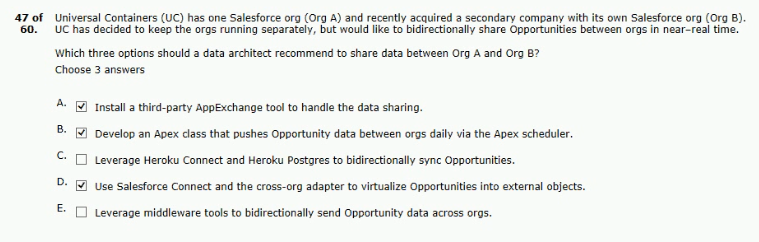 47 of Universal Containers (UC) has one Salesforce org (Org A) and recently acquired a secondary company with its own Salesforce org (Org B).
60. UC has decided to keep the orgs running separately, but would like to bidirectionally share Opportunities between orgs in near-real time.
Which three options should a data architect recommend to share data between Org A and Org B?
Choose 3 answers
A. Install a third-party AppExchange tool to handle the data sharing.
B. Develop an Apex class that pushes Opportunity data between orgs daily via the Apex scheduler.
C. Leverage Heroku Connect and Heroku Postgres to bidirectionally sync Opportunities.
D. Use Salesforce Connect and the cross-org adapter to virtualize Opportunities into external objects.
E. Leverage middleware tools to bidirectionally send Opportunity data across orgs.